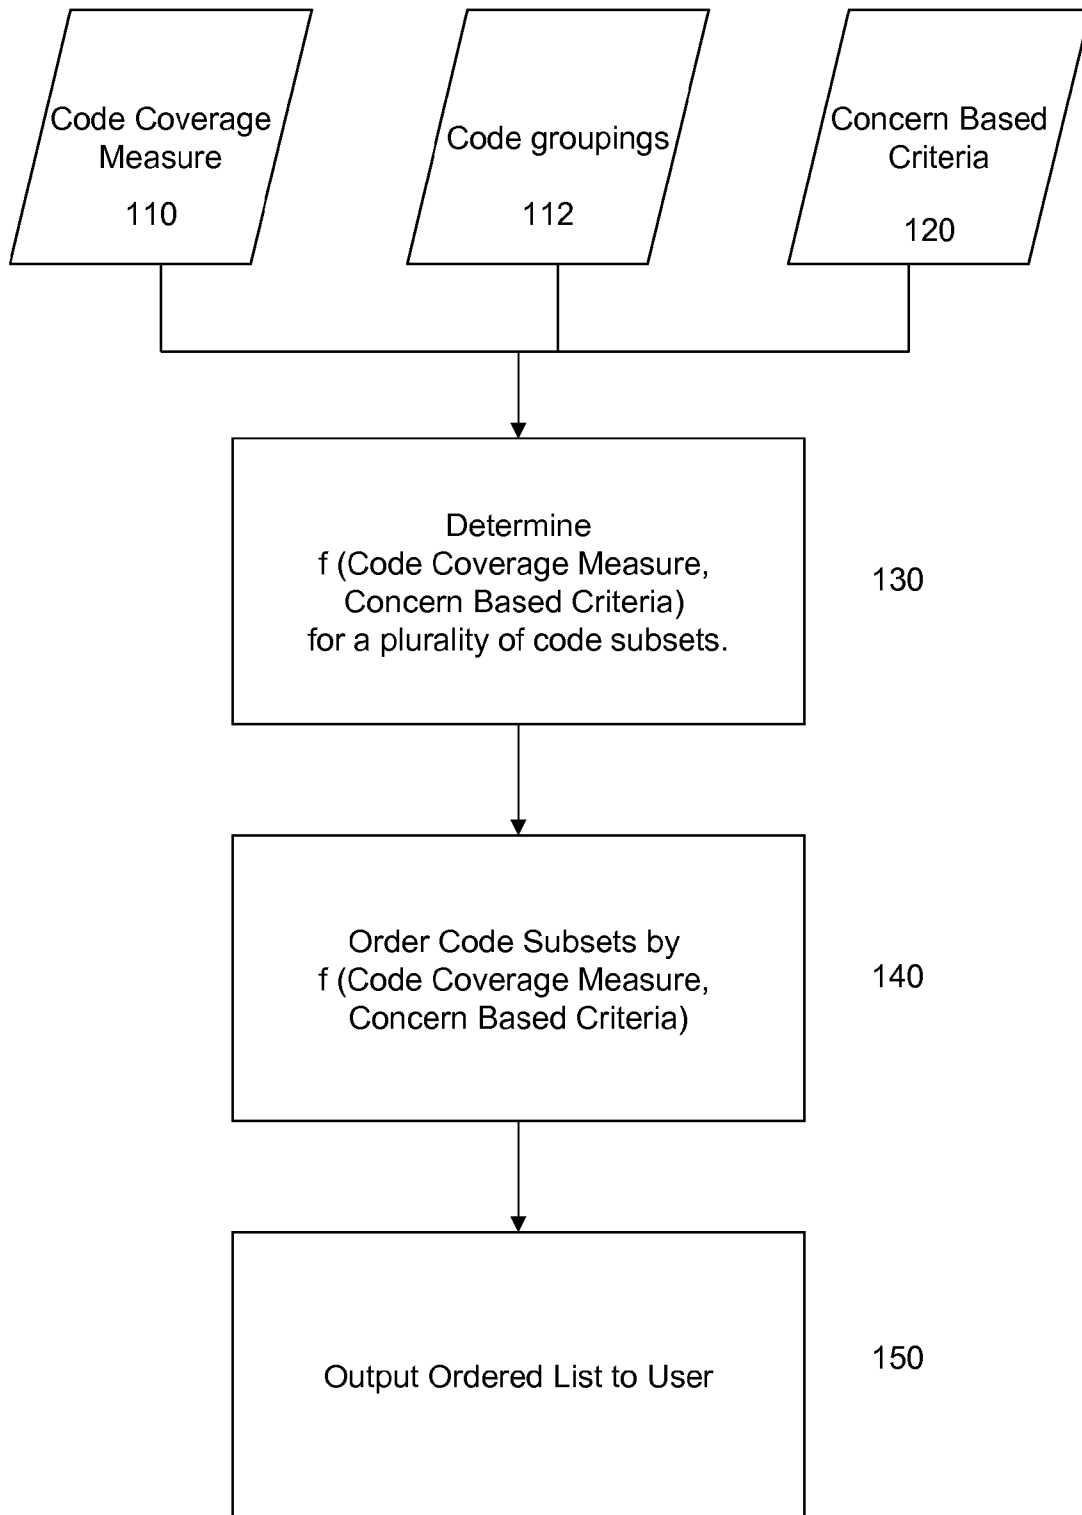 Code Coverage
Measure
110
Code groupings
112
Concern Based
Criteria
120
Determine
f (Code Coverage Measure,
Concern Based Criteria)
for a plurality of code subsets.
130
Order Code Subsets by
f (Code Coverage Measure,
Concern Based Criteria)
140
Output Ordered List to User
150